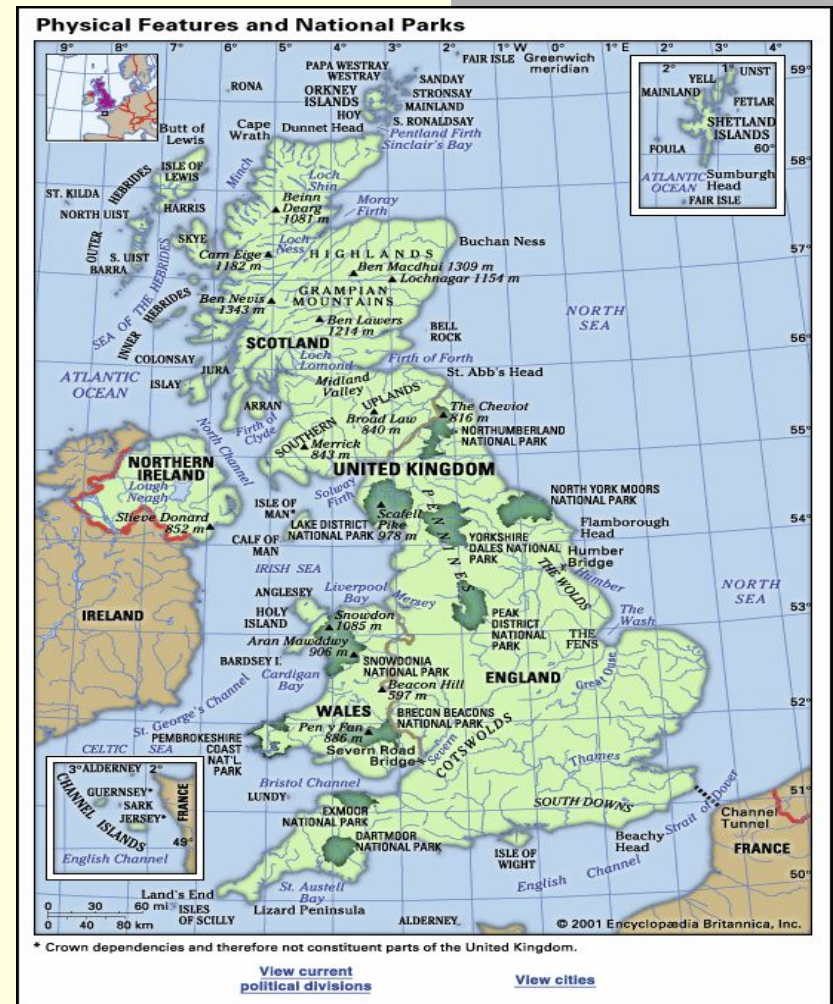 Physical Features and National Parks
9° 8° 7° 6° 5° 4° 3° 2° 1° W 0° 1° E 2° 3° 4°
FAIR ISLE Greenwich
meridian
59°
58°
57°
56°
55°
54°
53°
52°
51°
50°
PAPA WESTRAY
WESTRAY
SANDAY
ORKNEY
ISLANDS
STRONSAY
MAINLAND
HOY
S. RONALDSAY
Dunnet Head
Pentland Firth
Sinclair's Bay
RONA
Cape
Wrath
Butt of
Lewis
2° 1°
UNST
YELL
MAINLAND
FETLAR
SHETLAND
ISLANDS
60°
FOULA
ATLANTIC
OCEAN
Sumburgh
Head
FAIR ISLE
ISLE OF
LEWIS
Minch
Loch
Shin
ST. KILDA
HEBRIDES
HARRIS
NORTH UIST
Beinn
Dearg
1081 m
Moray
Firth
OUTER
SKYE
S. UIST
BARRA
Loch
Ness
Carn Eige
1182 m
HIGHLANDS
Buchan Ness
Ben Macdhui 1309 m
Lochnagar 1154 m
GRAMPIAN
MOUNTAINS
SEA OF THE HEBRIDES
INNER
HEBRIDES
Ben Nevis
1343 m
Ben Lawers
1214 m
NORTH
SEA
BELL
ROCK
SCOTLAND
COLONSAY
JURA
ISLAY
Loch
Lomond
Firth of Forth
St. Abb's Head
ATLANTIC
OCEAN
Midland
Valley
ARRAN
Firth of
Clyde
North Channel
SOUTHERN
UPLANDS
Broad Law
840 m
The Cheviot
816 m
NORTHUMBERLAND
NATIONAL PARK
Merrick
843 m
NORTHERN
IRELAND
Lough
Neagh
Slieve Donard
852 m
UNITED KINGDOM
Solway
Firth
ISLE OF
MAN*
CALF OF
MAN
LAKE DISTRICT
NATIONAL PARK
Scafell
Pike
978 m
PENNINES
NORTH YORK MOORS
NATIONAL PARK
YORKSHIRE
DALES NATIONAL
PARK
Flamborough
Head
Humber
Bridge
Humber
THE WOLDS
IRISH SEA
IRELAND
ANGLESEY
HOLY
ISLAND
Liverpool
Bay
Mersey
Snowdon
1085 m
Aran Mawddwy
906 m
BARDSEY I.
Cardigan
Bay
SNOWDONIA
NATIONAL PARK
Beacon Hill
597 m
PEAK
DISTRICT
NATIONAL
PARK
The
Wash
THE
FENS
Great Ouse
NORTH
SEA
ENGLAND
WALES
St. George's Channel
CELTIC SEA
PEMBROKESHIRE
COAST
NAT'L.
PARK
Pen y Fan
886 m
BRECON BEACONS
NATIONAL PARK
Severn Road
Bridge
Severn
COTSWOLDS
Thames
Bristol Channel
LUNDY
EXMOOR
NATIONAL PARK
DARTMOOR
NATIONAL PARK
SOUTH DOWNS
Beachy
Head
Strait of Dover
Channel
Tunnel
FRANCE
ISLE OF
WIGHT
English Channel
3° ALDERNEY 2°
GUERNSEY*
SARK
JERSEY*
CHANNEL ISLANDS
FRANCE
49°
English Channel
Land's End
ISLES
OF SCILLY
St. Austell
Bay
Lizard Peninsula
ALDERNEY
0 30 60 mi
0 40 80 km
© 2001 Encyclopædia Britannica, Inc.
* Crown dependencies and therefore not constituent parts of the United Kingdom.
View current
political divisions
View cities